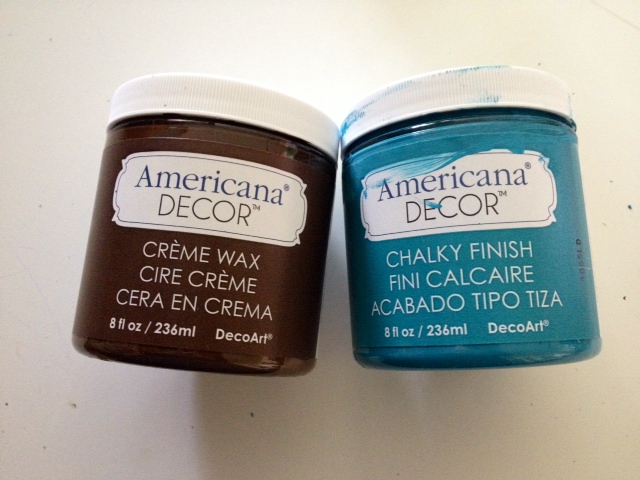 Americana®
DECOR™
CRÈME WAX
CIRE CRÈME
CERA EN CREMA
8 fl oz / 236ml DecoArt®
Americana®
DECOR™
CHALKY FINISH
FINI CALCAIRE
ACABADO TIPO TIZA
8 fl oz / 236ml DecoArt®